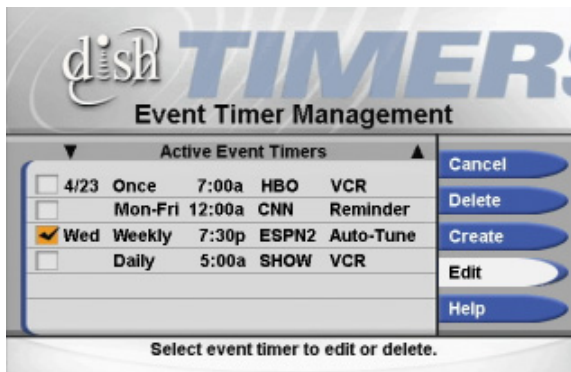 dish TIMERS
Event Timer Management
▼ Active Event Timers ▲
4/23 Once 7:00a HBO VCR
Mon-Fri 12:00a CNN Reminder
Wed Weekly 7:30p ESPN2 Auto-Tune
Daily 5:00a SHOW VCR
Cancel
Delete
Create
Edit
Help
Select event timer to edit or delete.